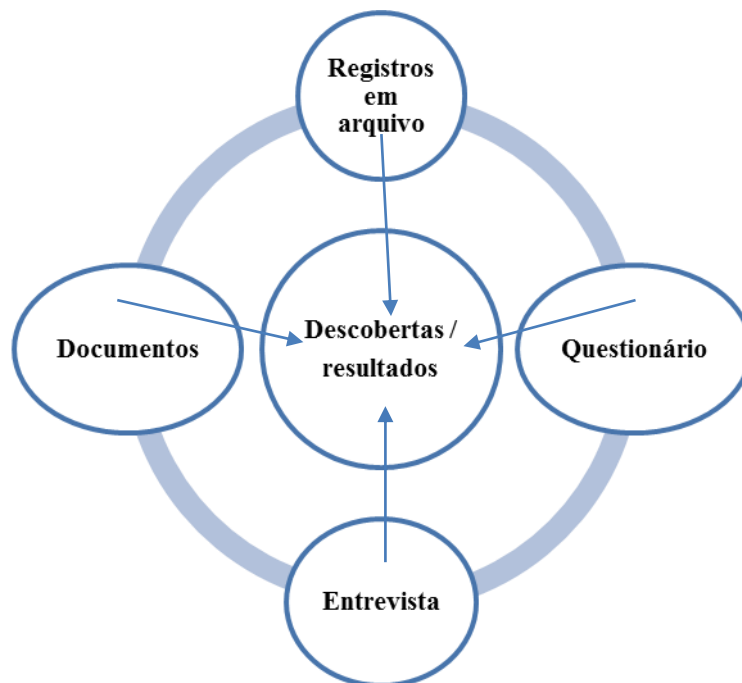 Registros
em
arquivo
Documentos
Descobertas /
resultados
Questionário
Entrevista